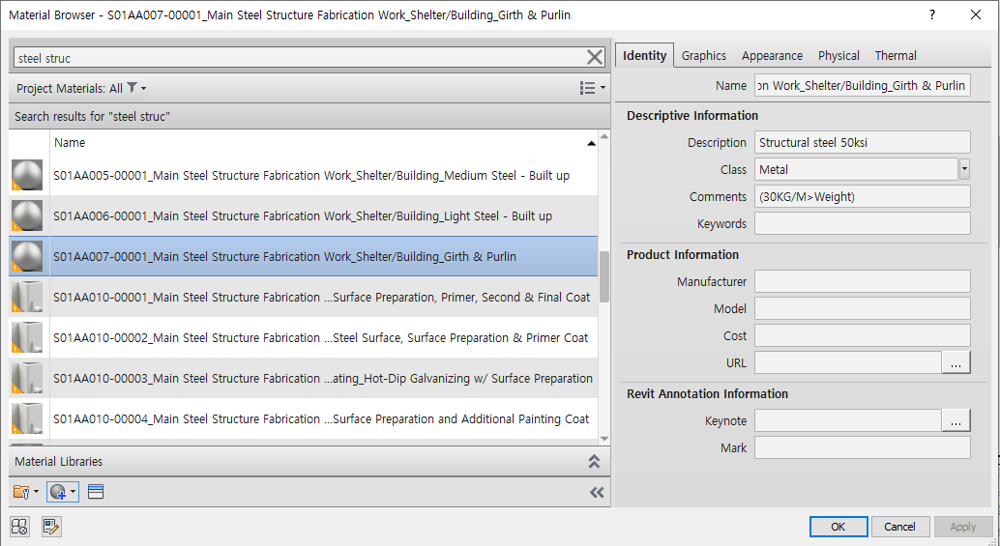 Material Browser - S01AA007-00001_Main Steel Structure Fabrication Work_Shelter/Building_Girth & Purlin
?
steel struc
Project Materials: All
Search results for "steel struc"
Name
S01AA005-00001_Main Steel Structure Fabrication Work_Shelter/Building_Medium Steel - Built up
S01AA006-00001_Main Steel Structure Fabrication Work_Shelter/Building_Light Steel - Built up
S01AA007-00001_Main Steel Structure Fabrication Work_Shelter/Building_Girth & Purlin
S01AA010-00001_Main Steel Structure Fabrication ...Surface Preparation, Primer, Second & Final Coat
S01AA010-00002_Main Steel Structure Fabrication ...Steel Surface, Surface Preparation & Primer Coat
S01AA010-00003_Main Steel Structure Fabrication ...ating_Hot-Dip Galvanizing w/ Surface Preparation
S01AA010-00004_Main Steel Structure Fabrication ...Surface Preparation and Additional Painting Coat
Material Libraries
Identity Graphics Appearance Physical Thermal
Name on Work_Shelter/Building_Girth & Purlin
Descriptive Information
Description Structural steel 50ksi
Class Metal
Comments (30KG/M>Weight)
Keywords
Product Information
Manufacturer
Model
Cost
URL ...
Revit Annotation Information
Keynote ...
Mark
OK Cancel Apply